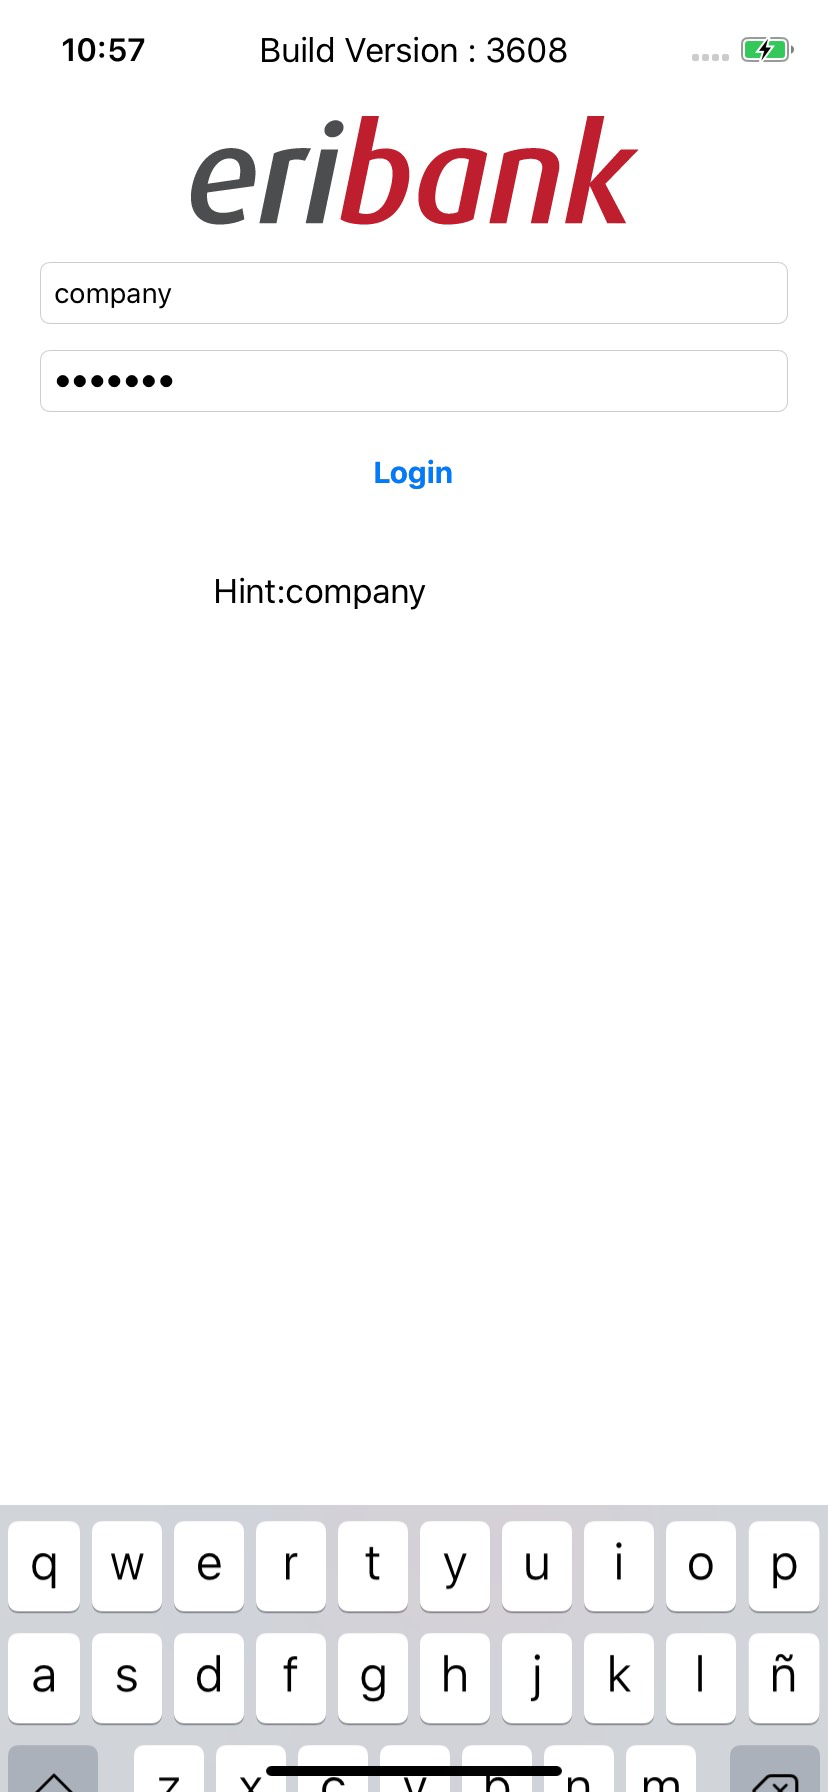 10:57 Build Version : 3608
eribank
company
•••••••
Login
Hint:company
q w e r t y u i o p
a s d f g h j k l ñ
z x c v b n m